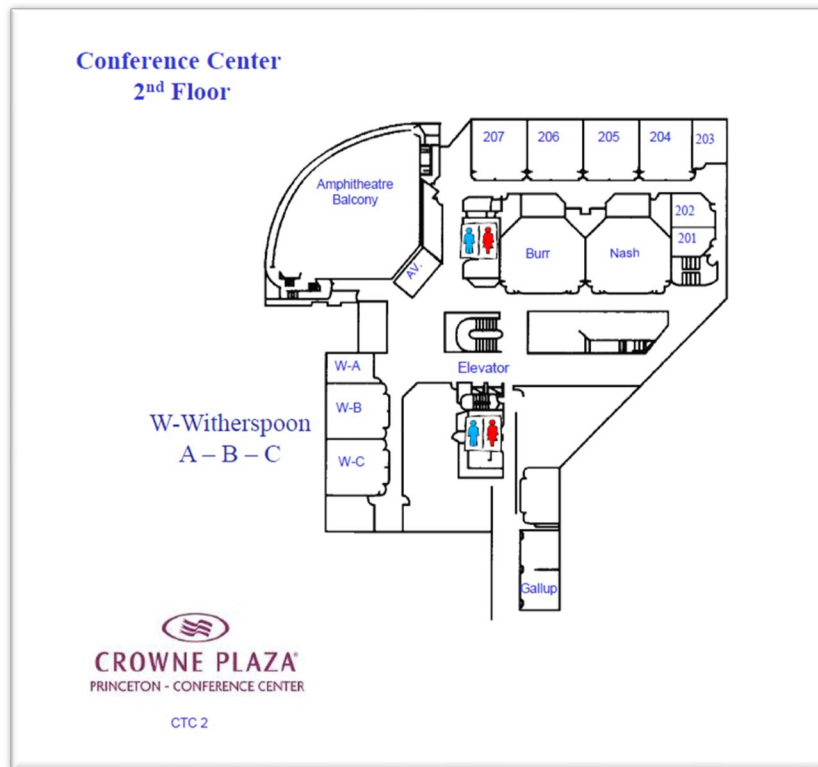 Conference Center
2nd Floor
207
206
205
204
203
Amphitheatre
Balcony
202
201
Burr
Nash
AV.
Elevator
W-A
W-B
W-C
W-Witherspoon
A – B – C
Gallup
CROWNE PLAZA®
PRINCETON - CONFERENCE CENTER
CTC 2